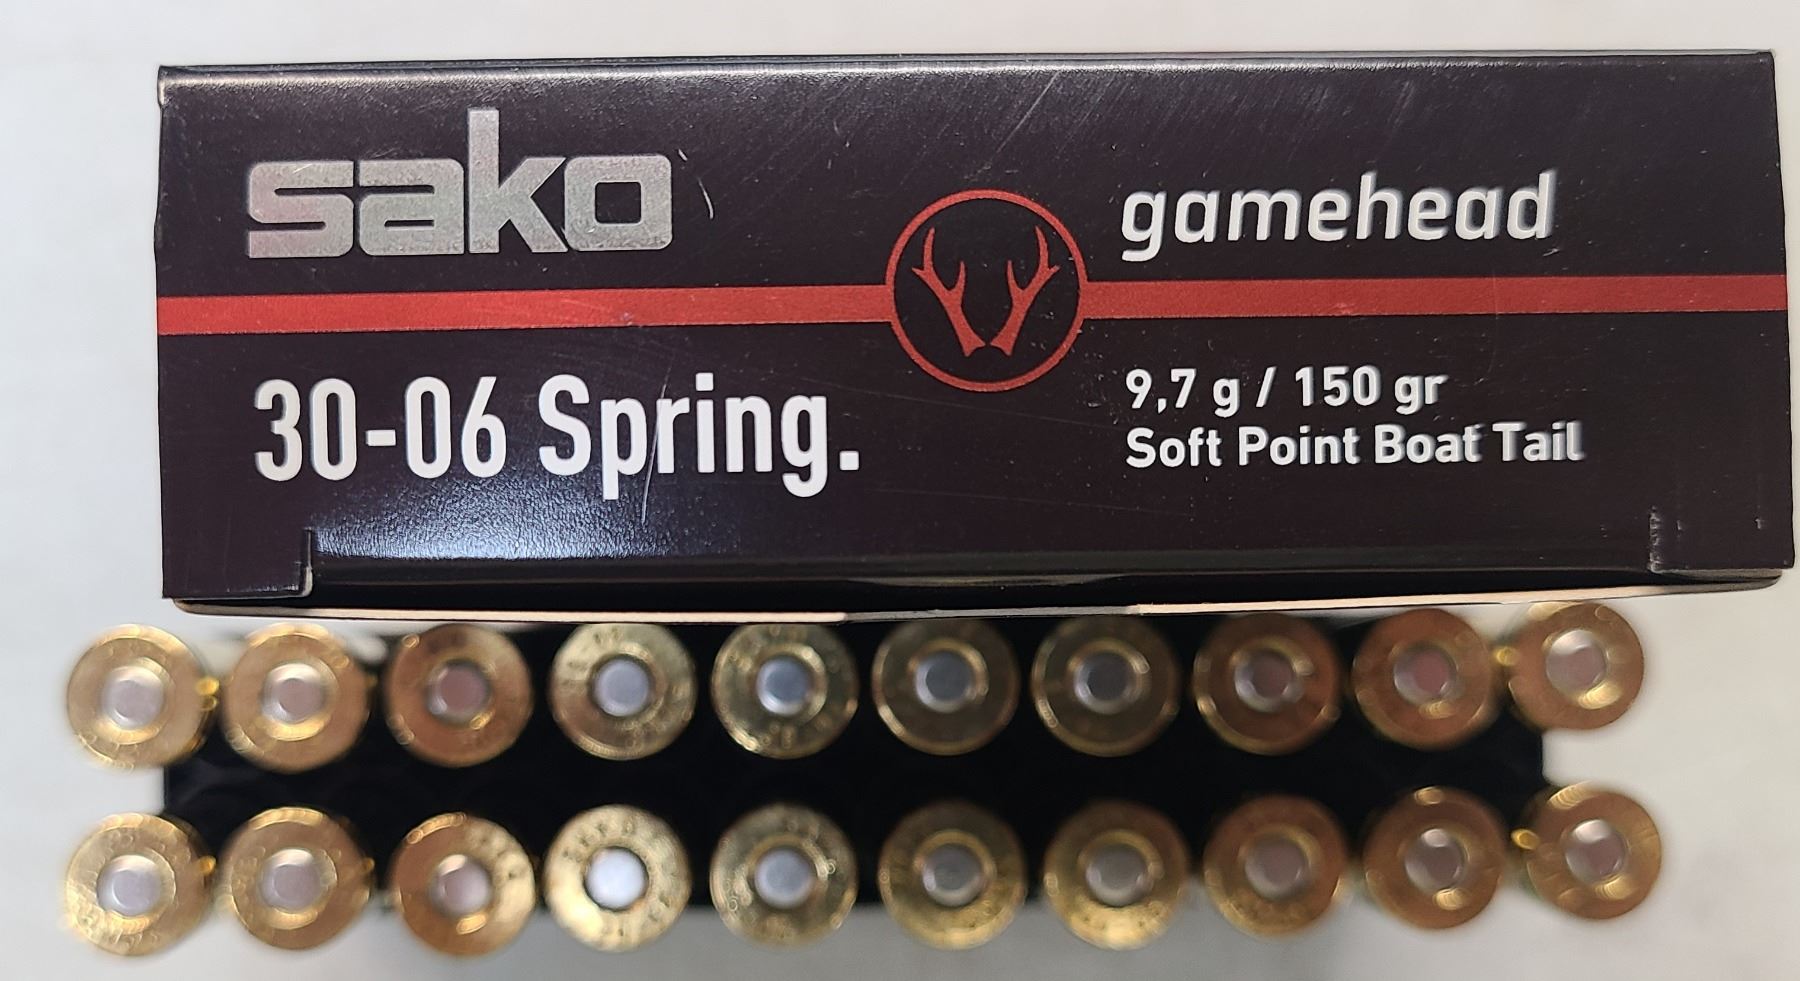 sako
gamehead
30-06 Spring.
9,7 g / 150 gr
Soft Point Boat Tail